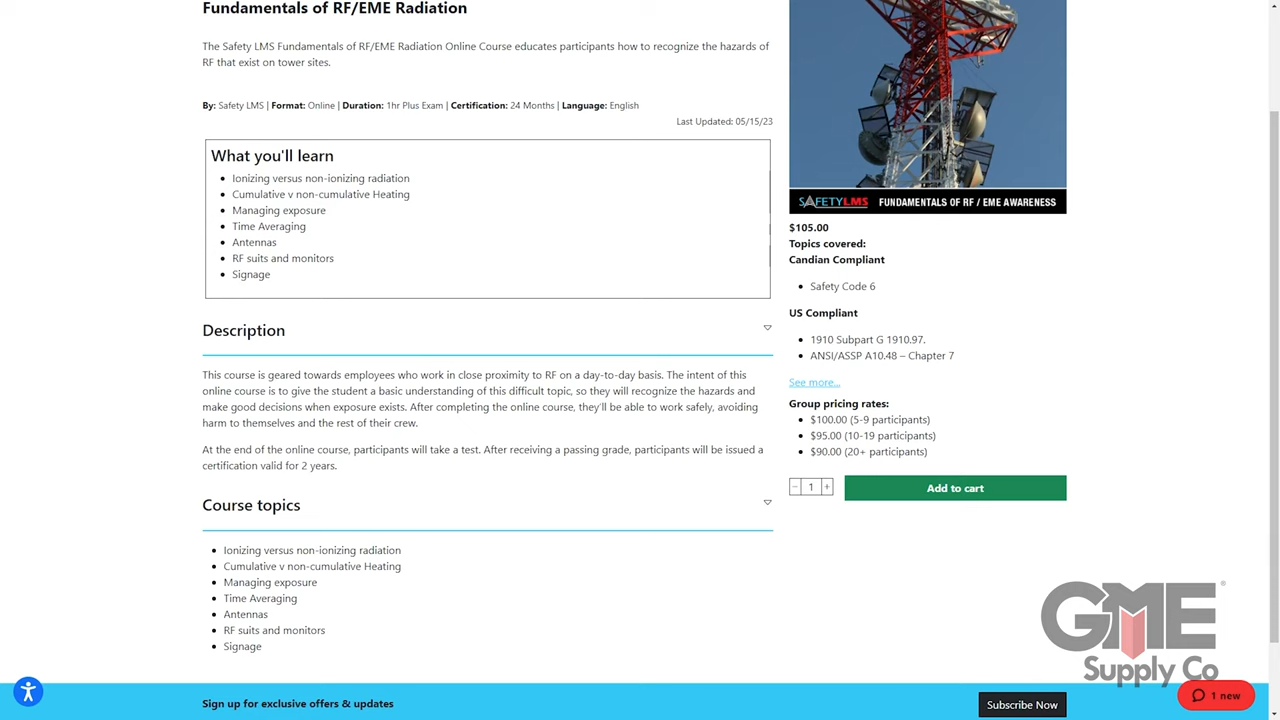 Fundamentals of RF/EME Radiation
The Safety LMS Fundamentals of RF/EME Radiation Online Course educates participants how to recognize the hazards of
RF that exist on tower sites.
By: Safety LMS | Format: Online | Duration: 1hr Plus Exam | Certification: 24 Months | Language: English
Last Updated: 05/15/23
What you'll learn
Ionizing versus non-ionizing radiation
Cumulative v non-cumulative Heating
Managing exposure
Time Averaging
Antennas
RF suits and monitors
Signage
Description
This course is geared towards employees who work in close proximity to RF on a day-to-day basis. The intent of this
online course is to give the student a basic understanding of this difficult topic, so they will recognize the hazards and
make good decisions when exposure exists. After completing the online course, they'll be able to work safely, avoiding
harm to themselves and the rest of their crew.
At the end of the online course, participants will take a test. After receiving a passing grade, participants will be issued a
certification valid for 2 years.
Course topics
Ionizing versus non-ionizing radiation
Cumulative v non-cumulative Heating
Managing exposure
Time Averaging
Antennas
RF suits and monitors
Signage
SAFETYLMS FUNDAMENTALS OF RF / EME AWARENESS
$105.00
Topics covered:
Candian Compliant
Safety Code 6
US Compliant
1910 Subpart G 1910.97.
ANSI/ASSP A10.48 – Chapter 7
See more...
Group pricing rates:
$100.00 (5-9 participants)
$95.00 (10-19 participants)
$90.00 (20+ participants)
− 1 + Add to cart
GME®
Supply Co
1 new
Sign up for exclusive offers & updates
Subscribe Now